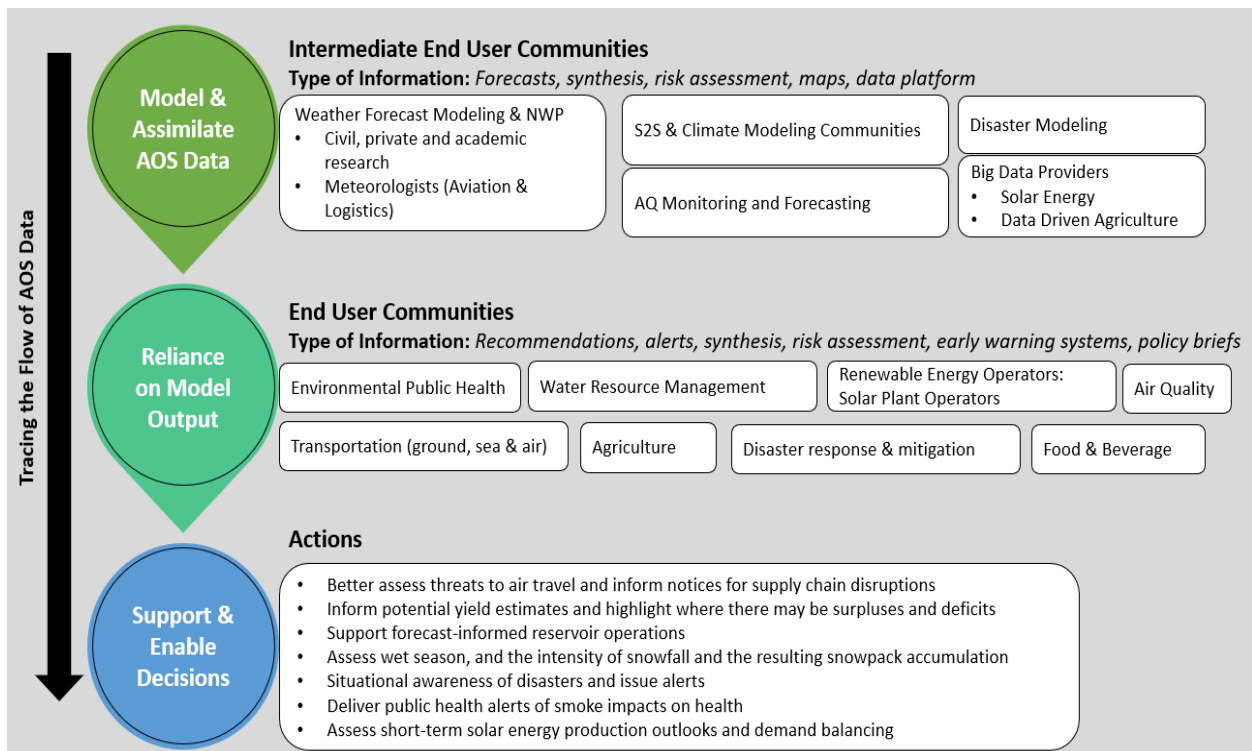 Tracing the Flow of AOS Data
Model &
Assimilate
AOS Data
Intermediate End User Communities
Type of Information: Forecasts, synthesis, risk assessment, maps, data platform
Weather Forecast Modeling & NWP
• Civil, private and academic
research
• Meteorologists (Aviation &
Logistics)
S2S & Climate Modeling Communities
AQ Monitoring and Forecasting
Disaster Modeling
Big Data Providers
• Solar Energy
• Data Driven Agriculture
Reliance
on Model
Output
End User Communities
Type of Information: Recommendations, alerts, synthesis, risk assessment, early warning systems, policy briefs
Environmental Public Health
Water Resource Management
Renewable Energy Operators:
Solar Plant Operators
Air Quality
Transportation (ground, sea & air)
Agriculture
Disaster response & mitigation
Food & Beverage
Support &
Enable
Decisions
Actions
• Better assess threats to air travel and inform notices for supply chain disruptions
• Inform potential yield estimates and highlight where there may be surpluses and deficits
• Support forecast-informed reservoir operations
• Assess wet season, and the intensity of snowfall and the resulting snowpack accumulation
• Situational awareness of disasters and issue alerts
• Deliver public health alerts of smoke impacts on health
• Assess short-term solar energy production outlooks and demand balancing